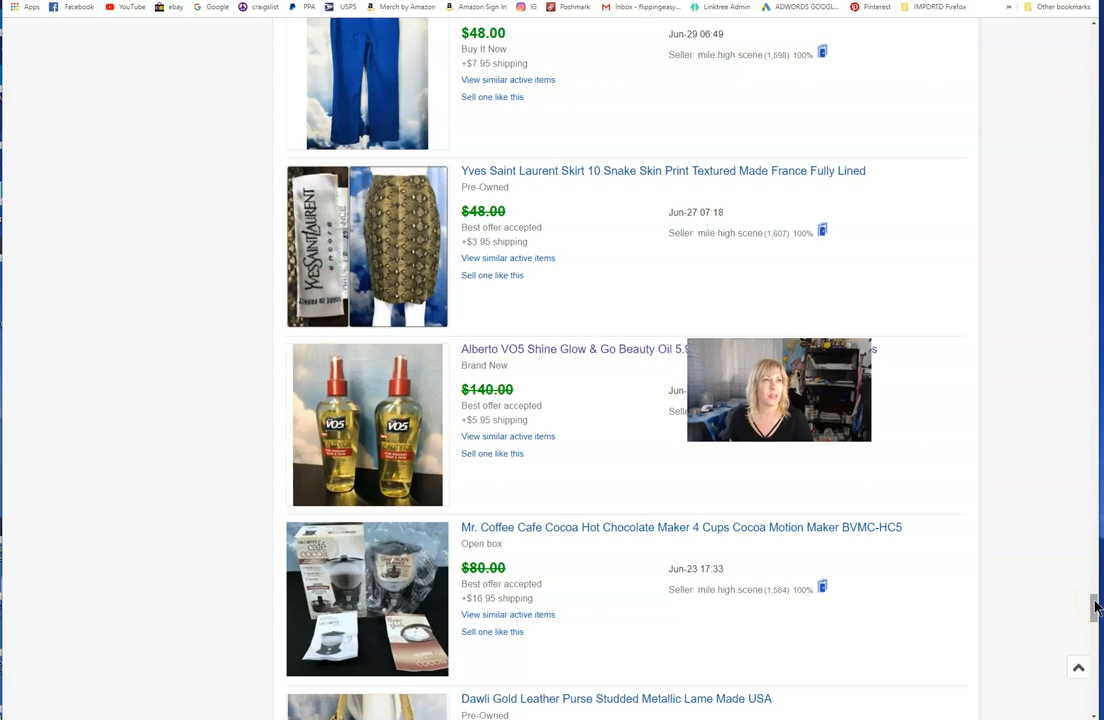 Apps Facebook YouTube ebay Google craigslist PPA USPS Merch by Amazon Amazon Sign In IG Poshmark Inbox - flippingeasy... Linktree Admin ADWORDS GOOGL... Pinterest IMPORTD Firefox » Other bookmarks
$48.00
Buy It Now
+$7.95 shipping
View similar active items
Sell one like this
Jun-29 06:49
Seller: mile.high.scene(1,598) 100%
Yves Saint Laurent Skirt 10 Snake Skin Print Textured Made France Fully Lined
Pre-Owned
$48.00
Best offer accepted
+$3.95 shipping
View similar active items
Sell one like this
Jun-27 07:18
Seller: mile.high.scene(1,607) 100%
YVESSAINTLAURENT
encore
Alberto VO5 Shine Glow & Go Beauty Oil 5.
Brand New
$140.00
Best offer accepted
+$5.95 shipping
View similar active items
Sell one like this
Jun-
Selle
VO5
VO5
Mr. Coffee Cafe Cocoa Hot Chocolate Maker 4 Cups Cocoa Motion Maker BVMC-HC5
Open box
$80.00
Best offer accepted
+$16.95 shipping
View similar active items
Sell one like this
Jun-23 17:33
Seller: mile.high.scene(1,584) 100%
café
cocoa
Dawli Gold Leather Purse Studded Metallic Lame Made USA
Pre-Owned